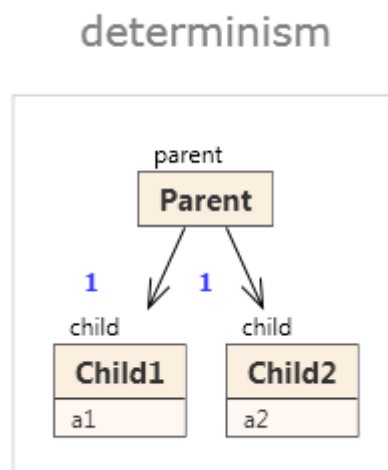 determinism
parent
Parent
1 1
child child
Child1 Child2
a1 a2